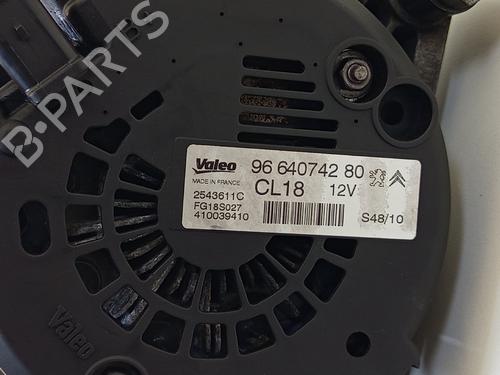 B-PARTS
Valeo
MADE IN FRANCE
96 640742 80
CL18 12V
2543611C
FG18S027
410039410
S48/10
Valeo